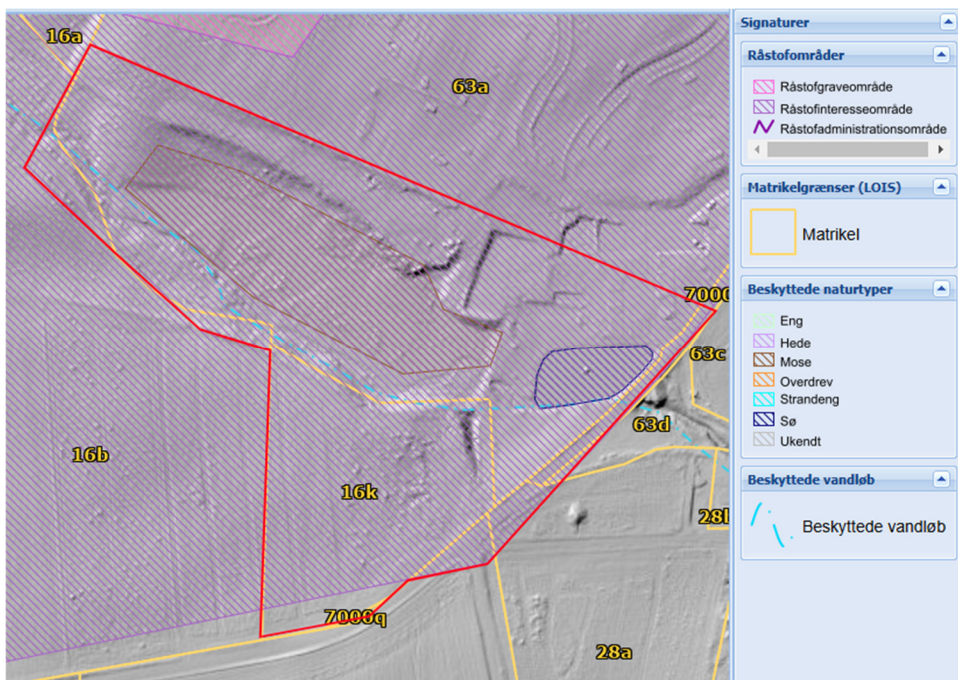 16a
63a
7000
63c
63d
16b
16k
28
7000q
28a
Signaturer
Råstofområder
Råstofgraveområde
Råstofinteresseområde
Råstofadministrationsområde
Matrikelgrænser (LOIS)
Matrikel
Beskyttede naturtyper
Eng
Hede
Mose
Overdrev
Strandeng
Sø
Ukendt
Beskyttede vandløb
Beskyttede vandløb